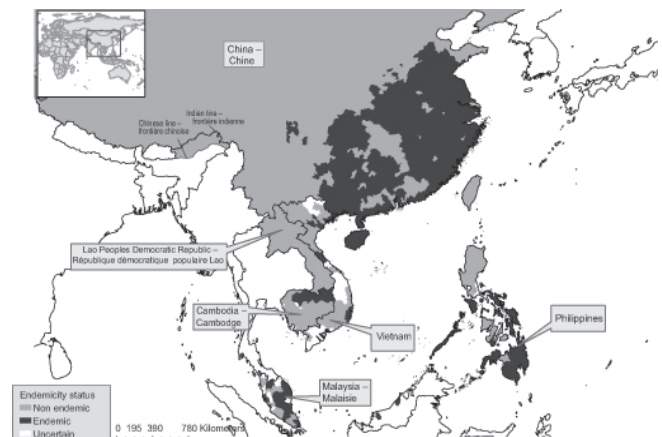 China –
Chine
Indian line –
frontière indienne
Chinese line –
frontière chinoise
Lao Peoples Democratic Republic –
République démocratique populaire Lao
Cambodia –
Cambodge
Vietnam
Philippines
Malaysia –
Malaisie
Endemicity status
Non endemic
Endemic
Uncertain
0 195 390 780 Kilometers